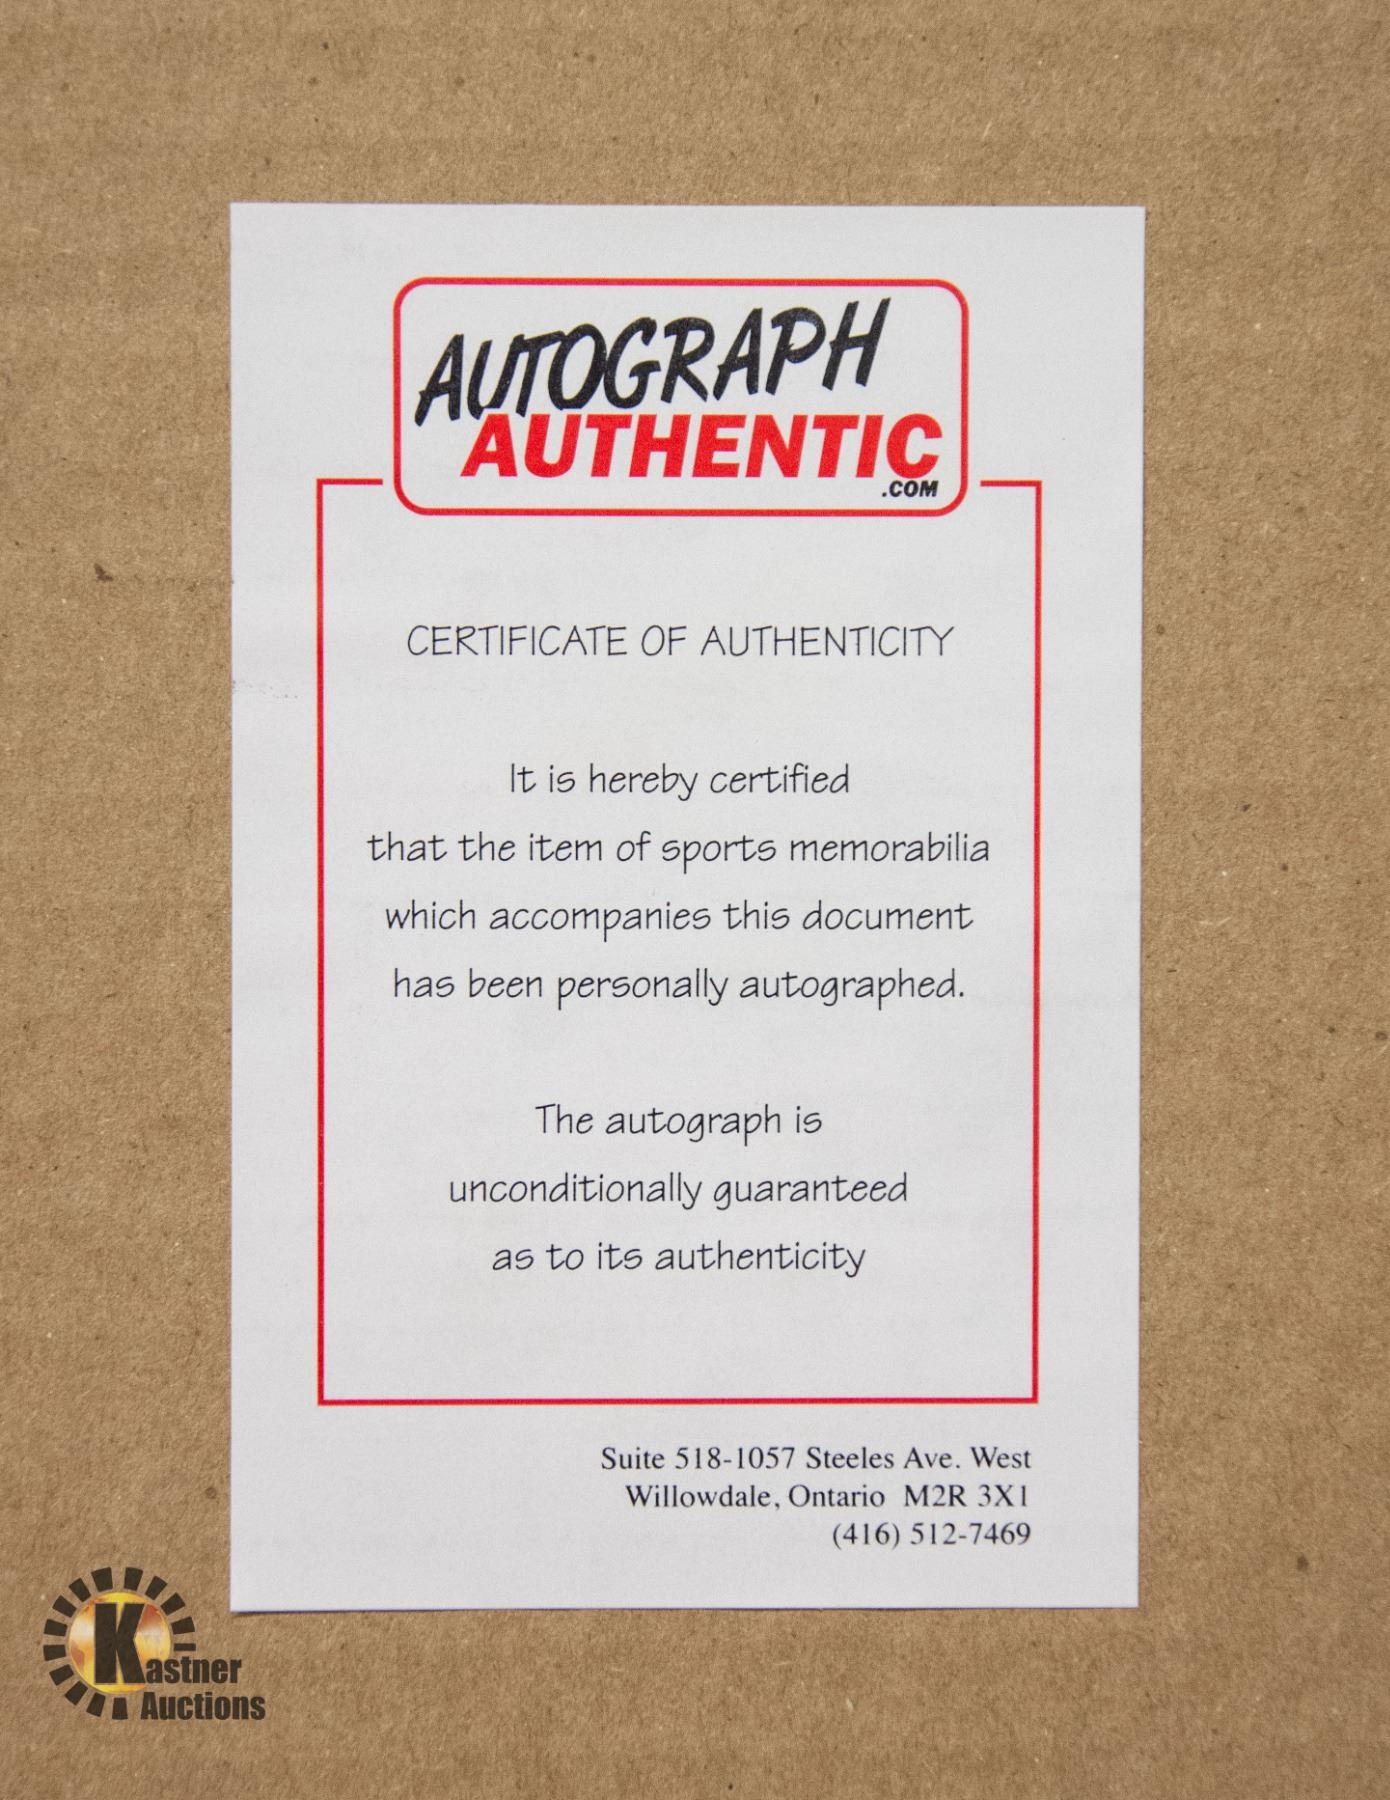 AUTOGRAPH
AUTHENTIC
.COM
CERTIFICATE OF AUTHENTICITY
It is hereby certified
that the item of sports memorabilia
which accompanies this document
has been personally autographed.
The autograph is
unconditionally guaranteed
as to its authenticity
Suite 518-1057 Steeles Ave. West
Willowdale, Ontario M2R 3X1
(416) 512-7469
Kastner
Auctions